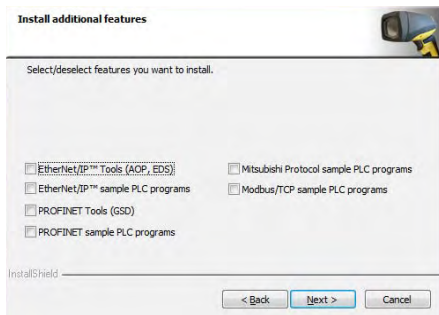 Install additional features
Select/deselect features you want to install.
EtherNet/IP™ Tools (AOP, EDS)
EtherNet/IP™ sample PLC programs
PROFINET Tools (GSD)
PROFINET sample PLC programs
Mitsubishi Protocol sample PLC programs
Modbus/TCP sample PLC programs
InstallShield
< Back Next > Cancel